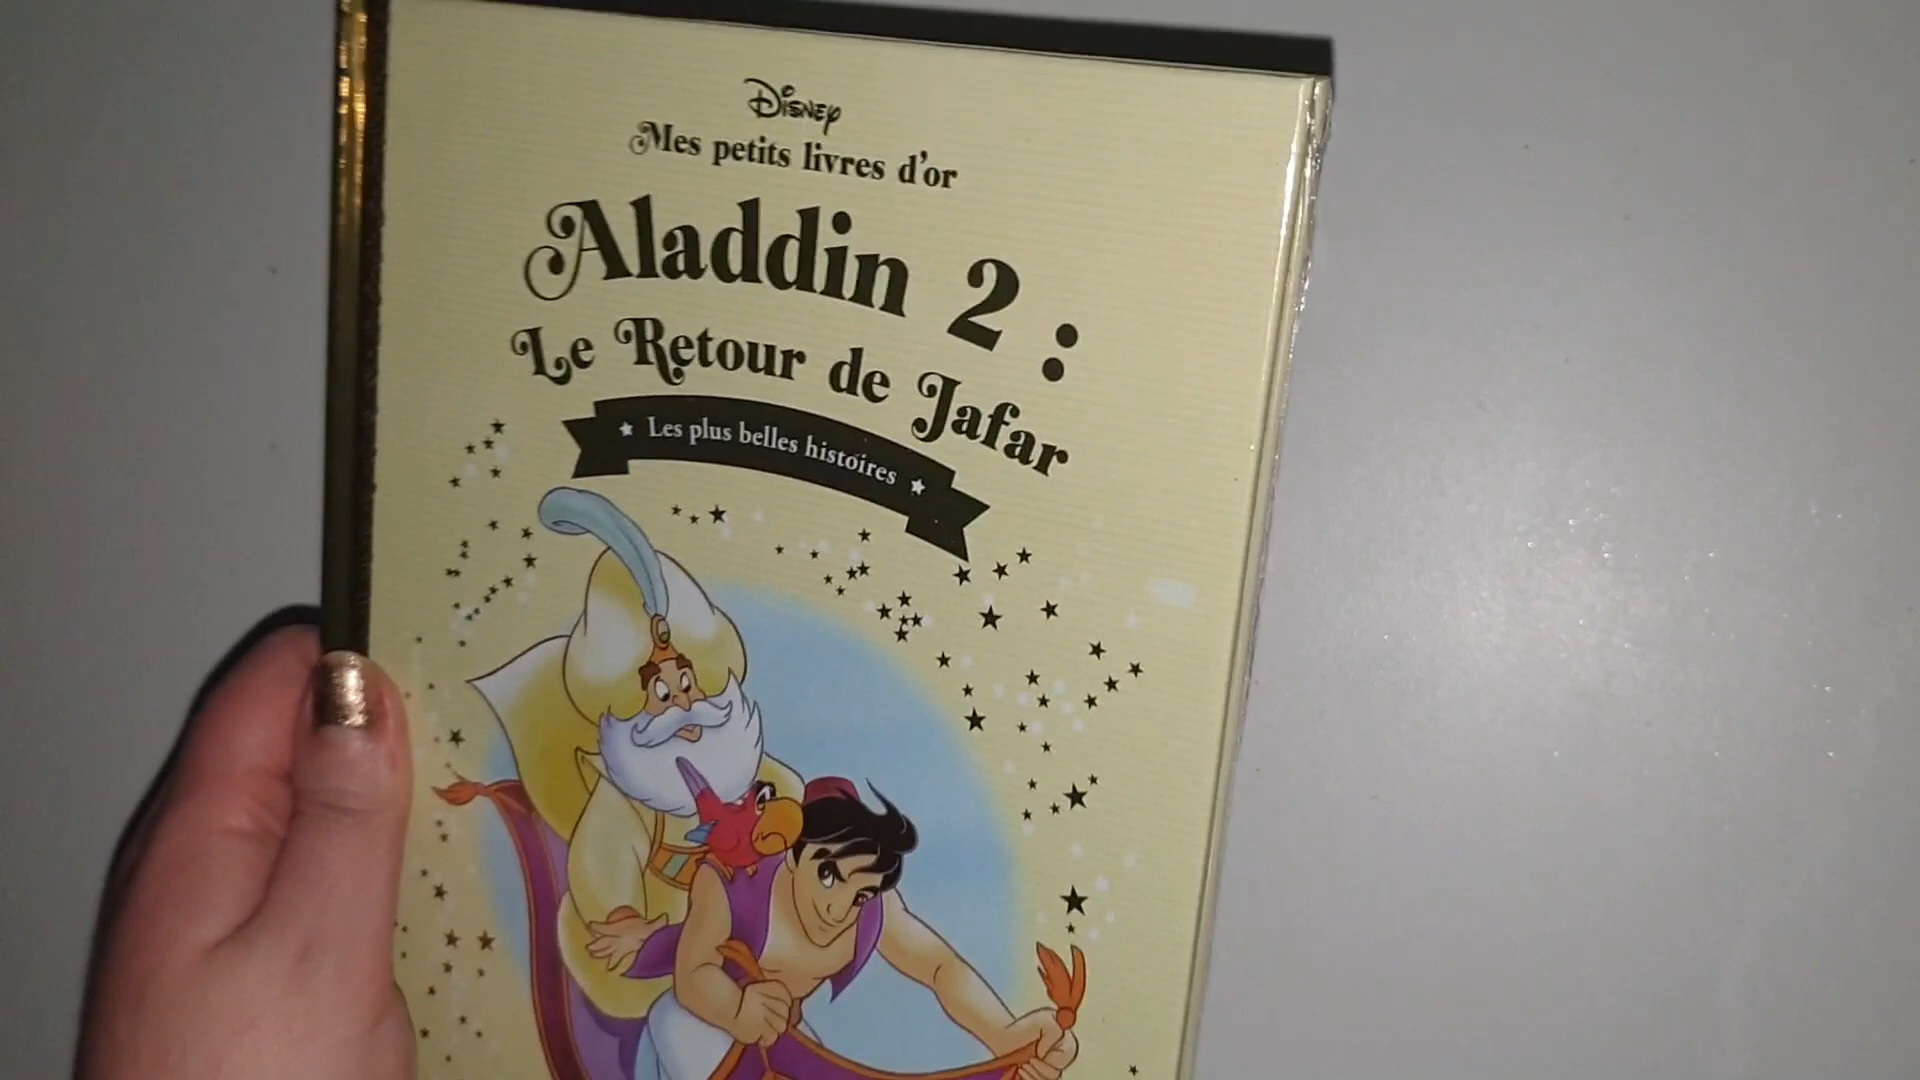 Disney
Mes petits livres d'or
Aladdin 2 :
Le Retour de Jafar
Les plus belles histoires